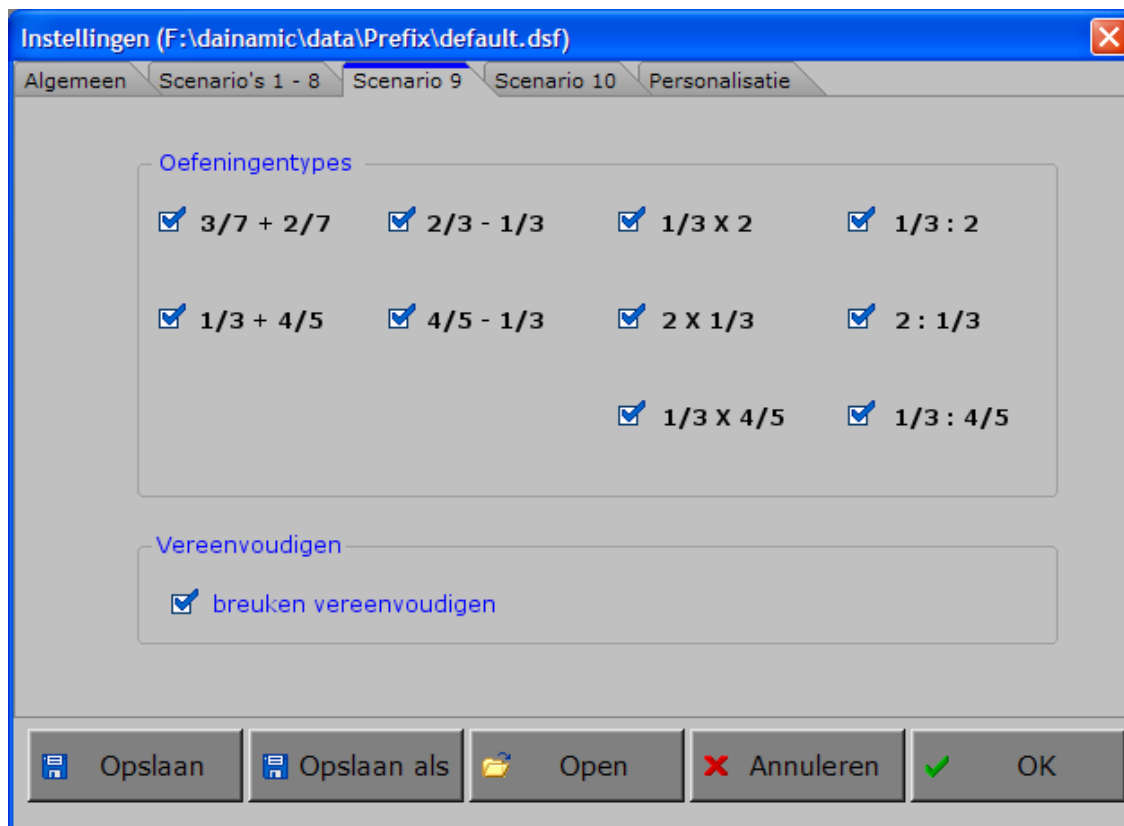 Instellingen (F:\dainamic\data\Prefix\default.dsf)
Algemeen Scenario's 1 - 8 Scenario 9 Scenario 10 Personalisatie
Oefeningentypes
3/7 + 2/7 2/3 - 1/3 1/3 X 2 1/3 : 2
1/3 + 4/5 4/5 - 1/3 2 X 1/3 2 : 1/3
1/3 X 4/5 1/3 : 4/5
Vereenvoudigen
breuken vereenvoudigen
Opslaan Opslaan als Open Annuleren OK